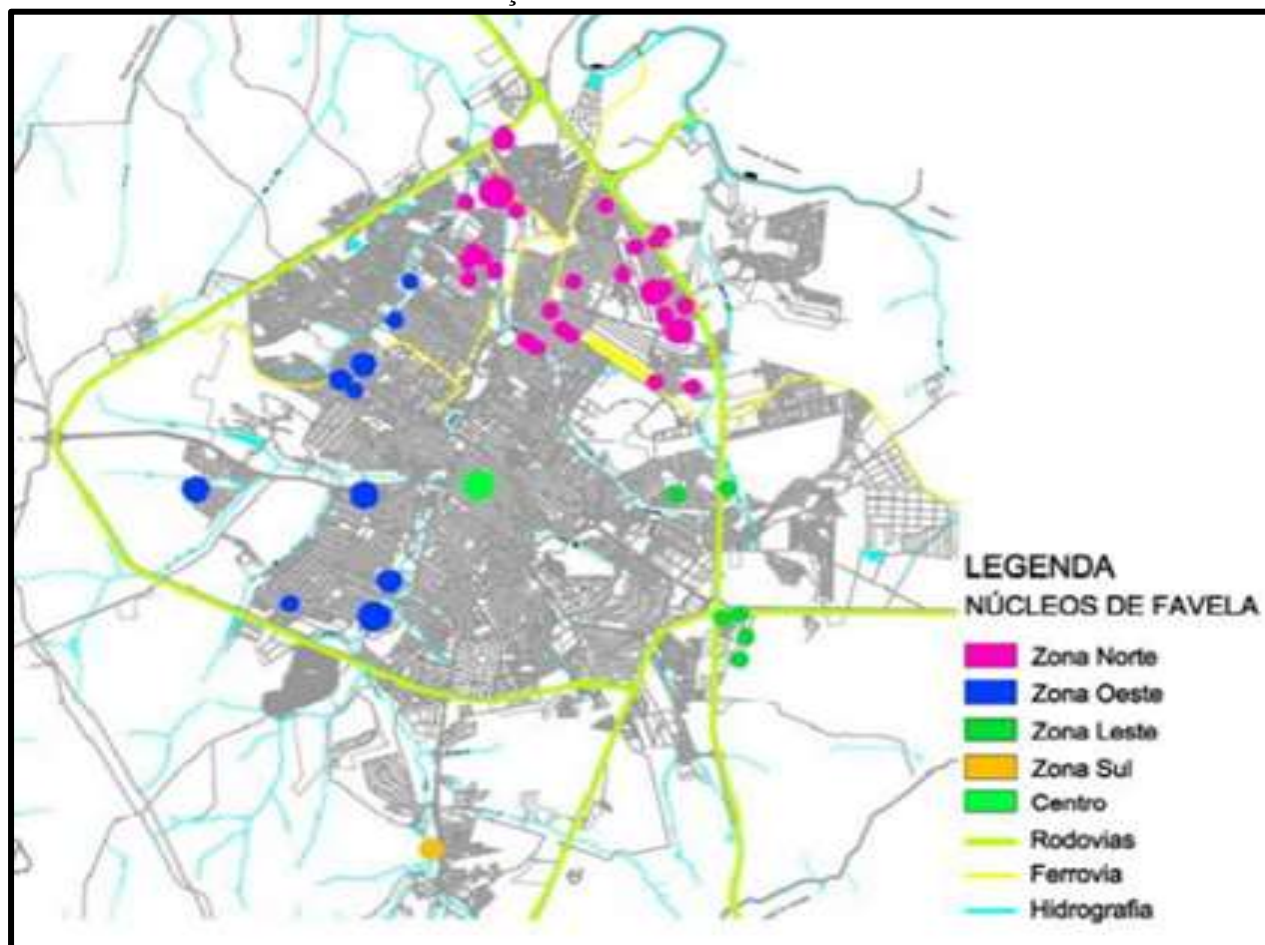 LEGENDA
NÚCLEOS DE FAVELA
Zona Norte
Zona Oeste
Zona Leste
Zona Sul
Centro
Rodovias
Ferrovia
Hidrografia